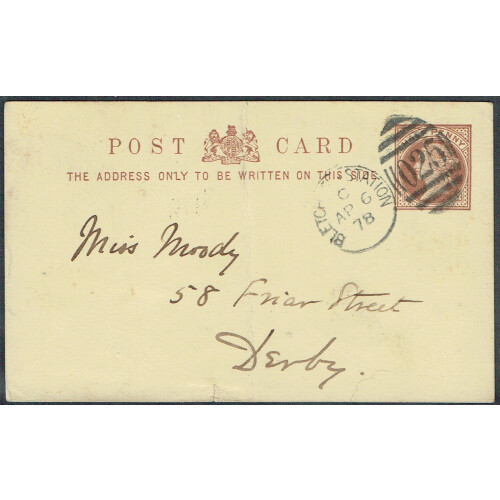 POST CARD
THE ADDRESS ONLY TO BE WRITTEN ON THIS SIDE
BLETCHLEY STATION
C
AP 6
78
Miss Moody
58 Friar Street
Derby.